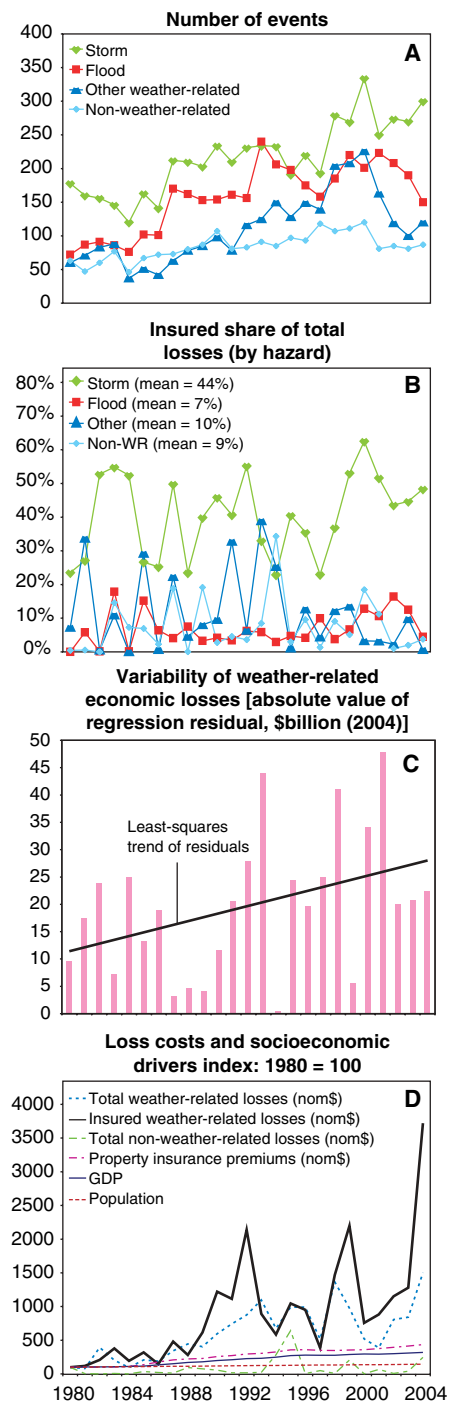 Number of events
A
400
350
300
250
200
150
100
50
0
Storm
Flood
Other weather-related
Non-weather-related
Insured share of total
losses (by hazard)
B
80%
70%
60%
50%
40%
30%
20%
10%
0%
Storm (mean = 44%)
Flood (mean = 7%)
Other (mean = 10%)
Non-WR (mean = 9%)
Variability of weather-related
economic losses [absolute value of
regression residual, $billion (2004)]
C
50
45
40
35
30
25
20
15
10
5
0
Least-squares
trend of residuals
Loss costs and socioeconomic
drivers index: 1980 = 100
D
4000
3500
3000
2500
2000
1500
1000
500
0
Total weather-related losses (nom$)
Insured weather-related losses (nom$)
Total non-weather-related losses (nom$)
Property insurance premiums (nom$)
GDP
Population
1980 1984 1988 1992 1996 2000 2004